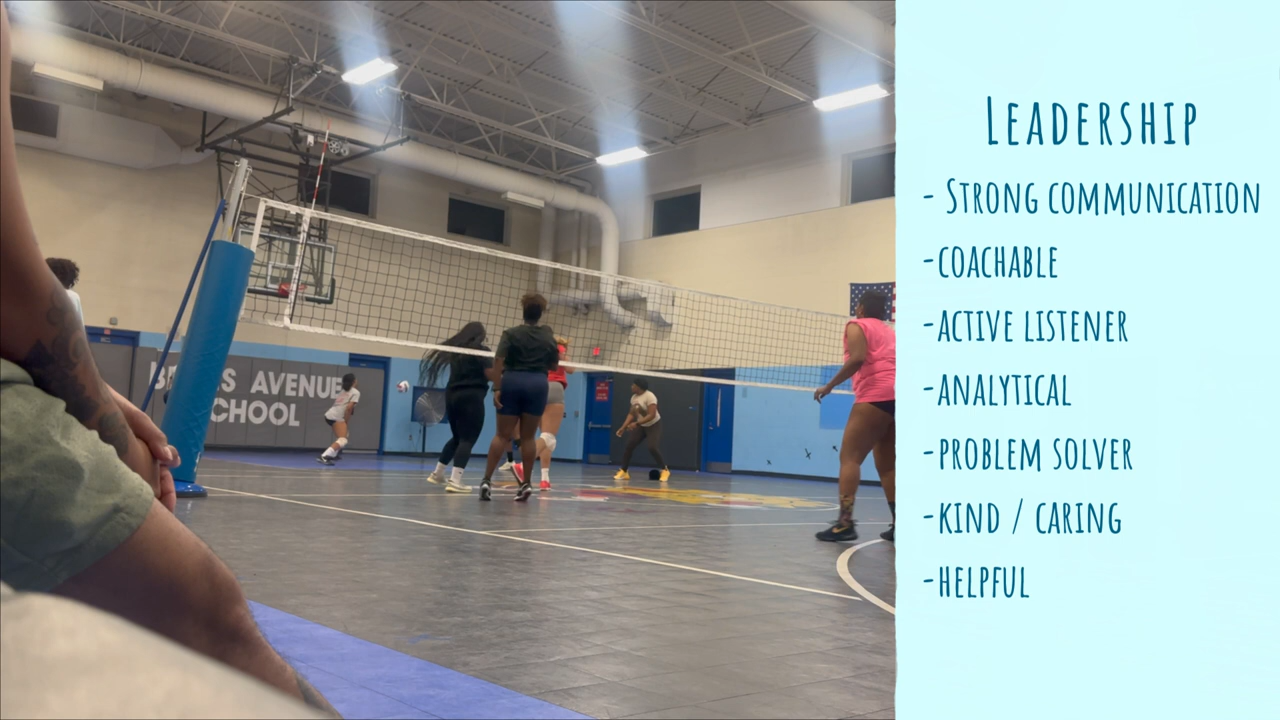 AVENUE
Leadership
- Strong communication
-coachable
-active listener
-analytical
-problem solver
-kind / caring
-helpful